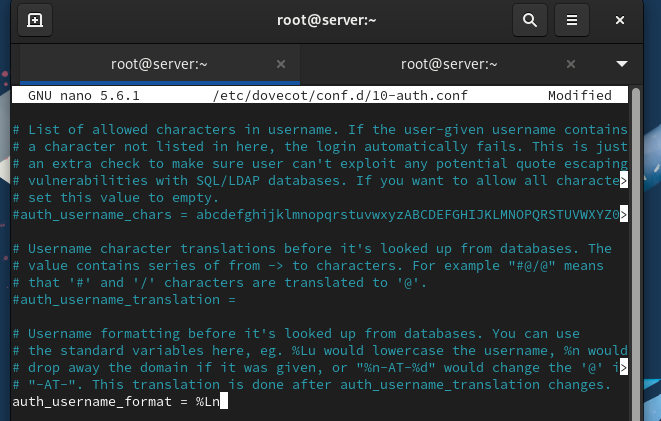 root@server:~
root@server:~
root@server:~
GNU nano 5.6.1 /etc/dovecot/conf.d/10-auth.conf Modified
# List of allowed characters in username. If the user-given username contains
# a character not listed in here, the login automatically fails. This is just
# an extra check to make sure user can't exploit any potential quote escaping
# vulnerabilities with SQL/LDAP databases. If you want to allow all characte>
# set this value to empty.
#auth_username_chars = abcdefghijklmnopqrstuvwxyzABCDEFGHIJKLMNOPQRSTUVWXYZ0>
# Username character translations before it's looked up from databases. The
# value contains series of from -> to characters. For example "#@/@" means
# that '#' and '/' characters are translated to '@'.
#auth_username_translation =
# Username formatting before it's looked up from databases. You can use
# the standard variables here, eg. %Lu would lowercase the username, %n would
# drop away the domain if it was given, or "%n-AT-%d" would change the '@' i>
# "-AT-". This translation is done after auth_username_translation changes.
auth_username_format = %Ln